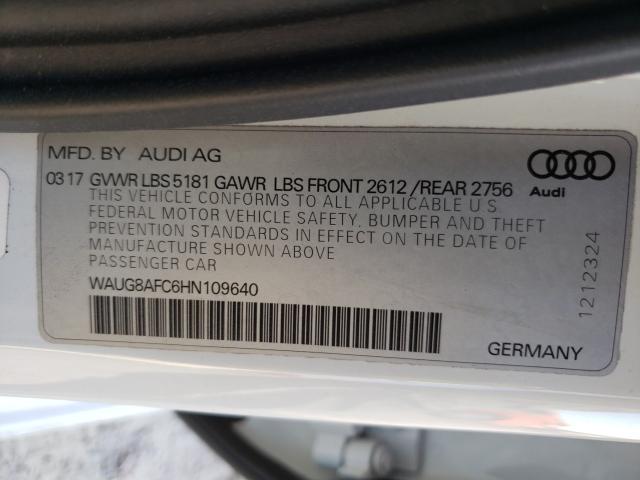 MFD. BY AUDI AG
03 17 GVWR LBS 5181 GAWR LBS FRONT 2612 /REAR 2756
Audi
THIS VEHICLE CONFORMS TO ALL APPLICABLE U S
FEDERAL MOTOR VEHICLE SAFETY, BUMPER AND THEFT
PREVENTION STANDARDS IN EFFECT ON THE DATE OF
MANUFACTURE SHOWN ABOVE
PASSENGER CAR
WAUG8AFC6HN109640
1212324
GERMANY